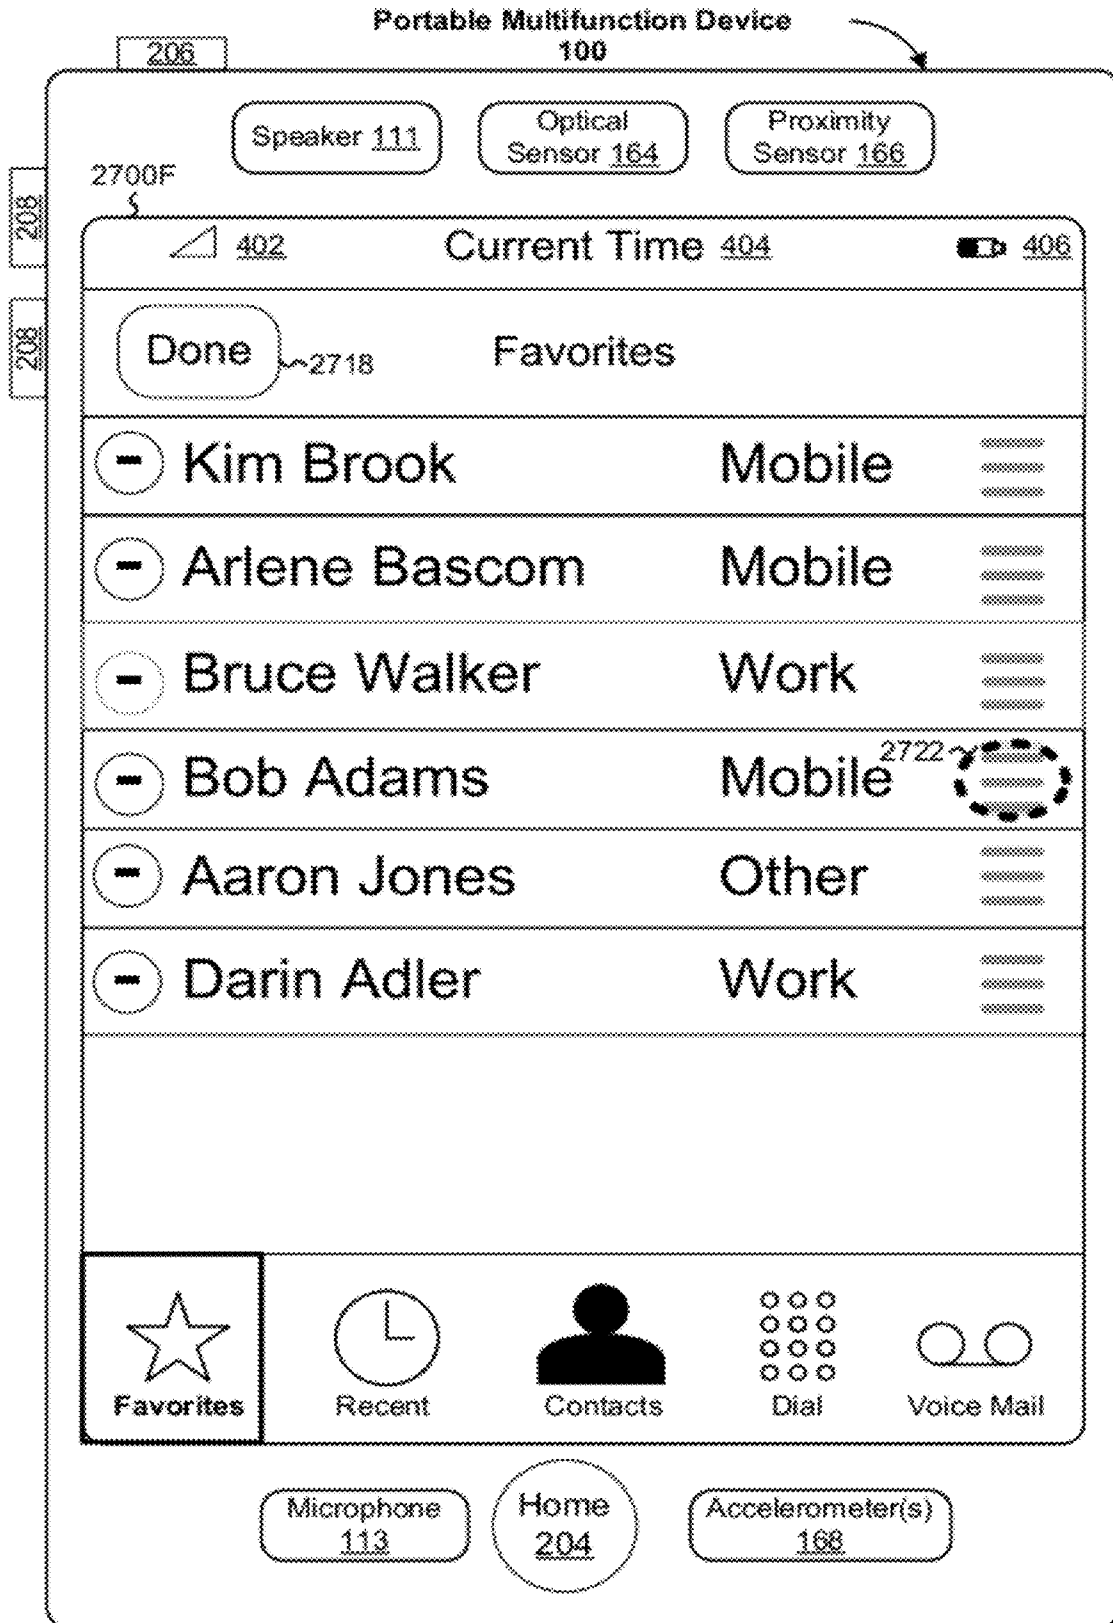 Portable Multifunction Device
100
206
Speaker 111
Optical
Sensor 164
Proximity
Sensor 166
2700F
208
208
402
Current Time 404
406
Done
2718
Favorites
- Kim Brook Mobile
- Arlene Bascom Mobile
- Bruce Walker Work
- Bob Adams Mobile 2722
- Aaron Jones Other
- Darin Adler Work
Favorites
Recent
Contacts
Dial
Voice Mail
Microphone
113
Home
204
Accelerometer(s)
168